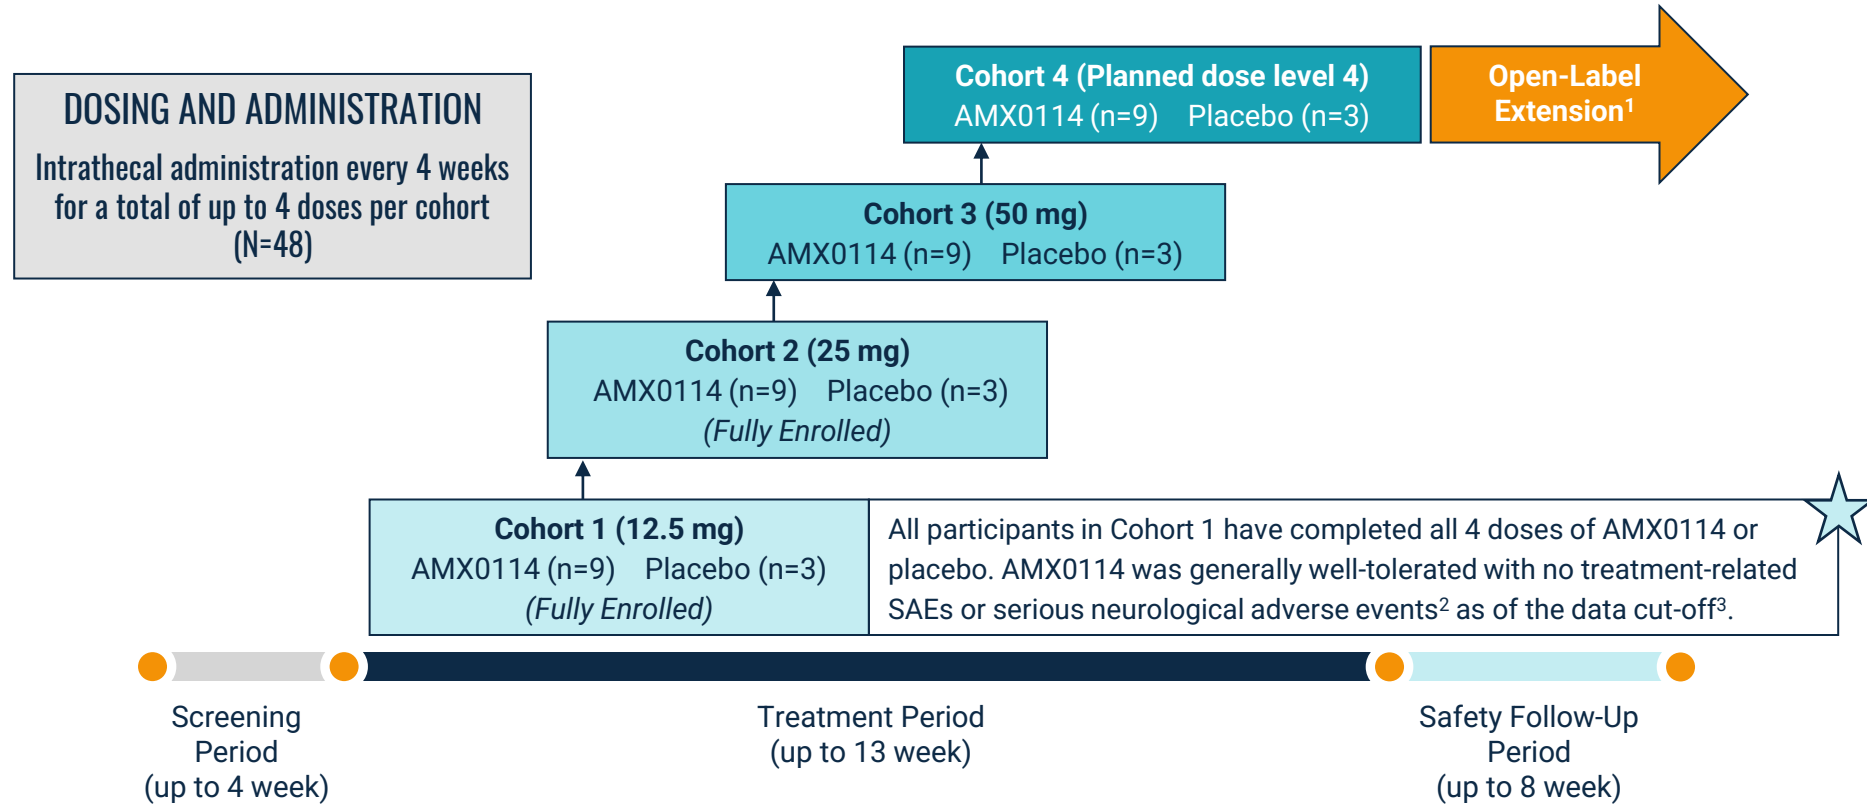 DOSING AND ADMINISTRATION
Intrathecal administration every 4 weeks
for a total of up to 4 doses per cohort
(N=48)
Cohort 4 (Planned dose level 4)
AMX0114 (n=9) Placebo (n=3)
Open-Label
Extension¹
Cohort 3 (50 mg)
AMX0114 (n=9) Placebo (n=3)
Cohort 2 (25 mg)
AMX0114 (n=9) Placebo (n=3)
(Fully Enrolled)
Cohort 1 (12.5 mg)
AMX0114 (n=9) Placebo (n=3)
(Fully Enrolled)
All participants in Cohort 1 have completed all 4 doses of AMX0114 or
placebo. AMX0114 was generally well-tolerated with no treatment-related
SAEs or serious neurological adverse events² as of the data cut-off³.
Screening
Period
(up to 4 week)
Treatment Period
(up to 13 week)
Safety Follow-Up
Period
(up to 8 week)